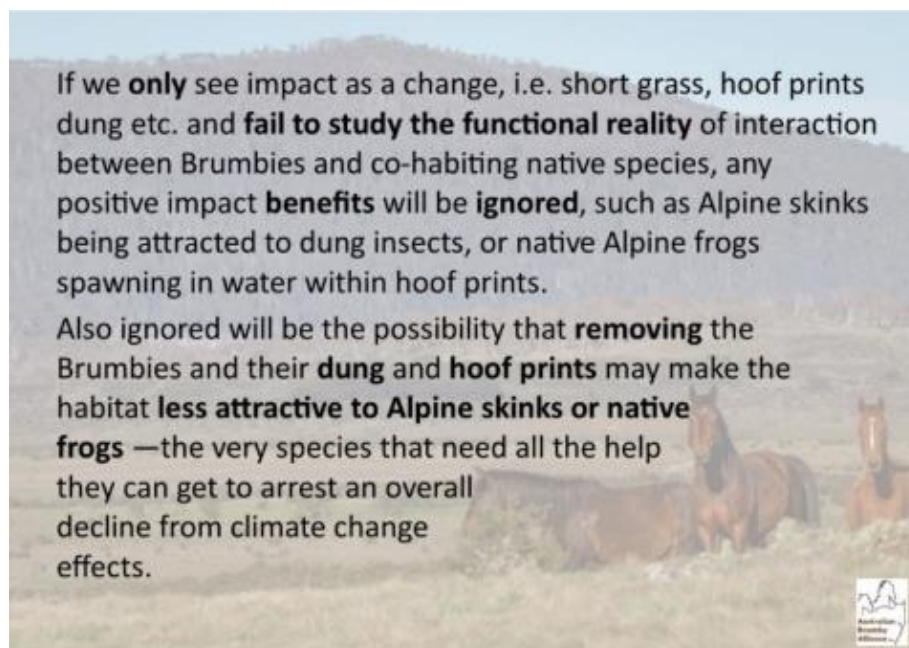 If we only see impact as a change, i.e. short grass, hoof prints
dung etc. and fail to study the functional reality of interaction
between Brumbies and co-habiting native species, any
positive impact benefits will be ignored, such as Alpine skinks
being attracted to dung insects, or native Alpine frogs
spawning in water within hoof prints.
Also ignored will be the possibility that removing the
Brumbies and their dung and hoof prints may make the
habitat less attractive to Alpine skinks or native
frogs —the very species that need all the help
they can get to arrest an overall
decline from climate change
effects.
Australian
Brumby
Alliance